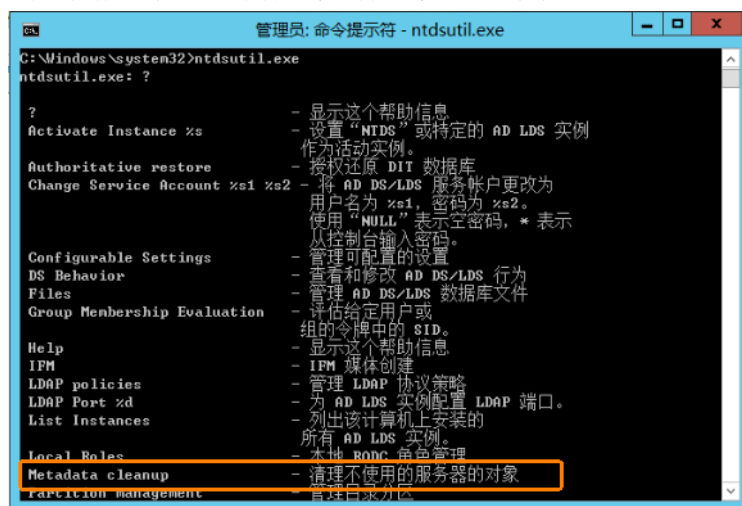 管理员: 命令提示符 - ntdsutil.exe
C:\Windows\system32>ntdsutil.exe
ntdsutil.exe: ?
? - 显示这个帮助信息
Activate Instance %s - 设置“NTDS”或特定的 AD LDS 实例
作为活动实例。
Authoritative restore - 授权还原 DIT 数据库
Change Service Account %s1 %s2 - 将 AD DS/LDS 服务帐户更改为
用户名为 %s1，密码为 %s2。
使用“NULL”表示空密码，* 表示
从控制台输入密码。
Configurable Settings - 管理可配置的设置
DS Behavior - 查看和修改 AD DS/LDS 行为
Files - 管理 AD DS/LDS 数据库文件
Group Membership Evaluation - 评估给定用户或
组的令牌中的 SID。
Help - 显示这个帮助信息
IFM - IFM 媒体创建
LDAP policies - 管理 LDAP 协议策略
LDAP Port %d - 为 AD LDS 实例配置 LDAP 端口。
List Instances - 列出该计算机上安装的
所有 AD LDS 实例。
Local Roles - 本地 RODC 角色管理
Metadata cleanup - 清理不使用的服务器的对象
Partition management - 管理目录分区